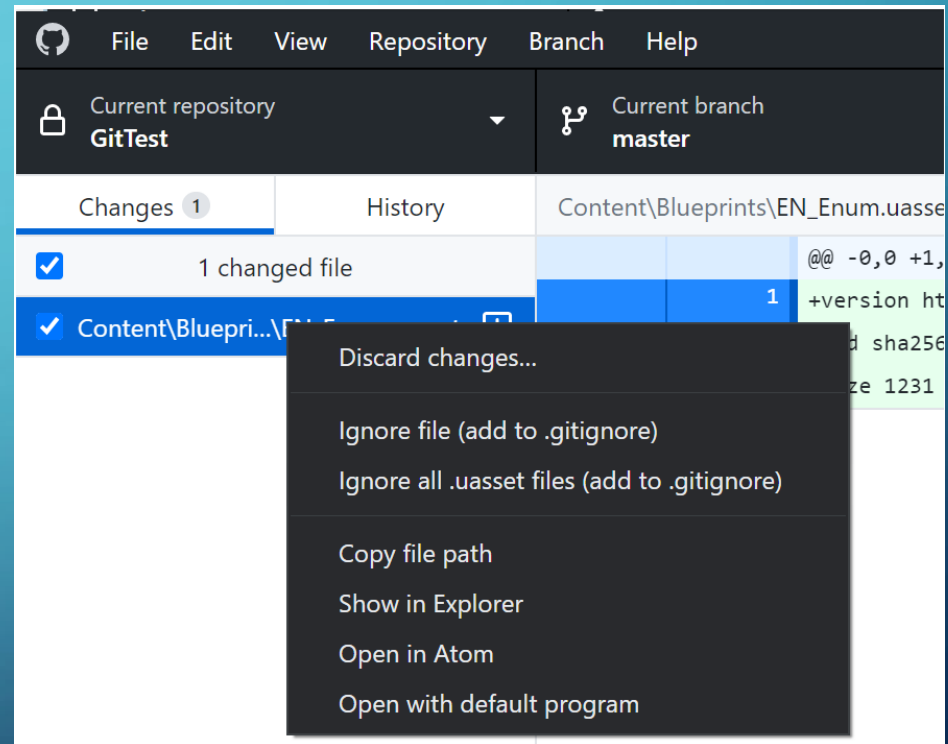 File Edit View Repository Branch Help
Current repository
GitTest
Current branch
master
Changes 1
History
Content\Blueprints\EN_Enum.uasse
1 changed file
@@ -0,0 +1,
1 +version ht
Content\Bluepri...\EN_
d sha256
ze 1231
Discard changes...
Ignore file (add to .gitignore)
Ignore all .uasset files (add to .gitignore)
Copy file path
Show in Explorer
Open in Atom
Open with default program